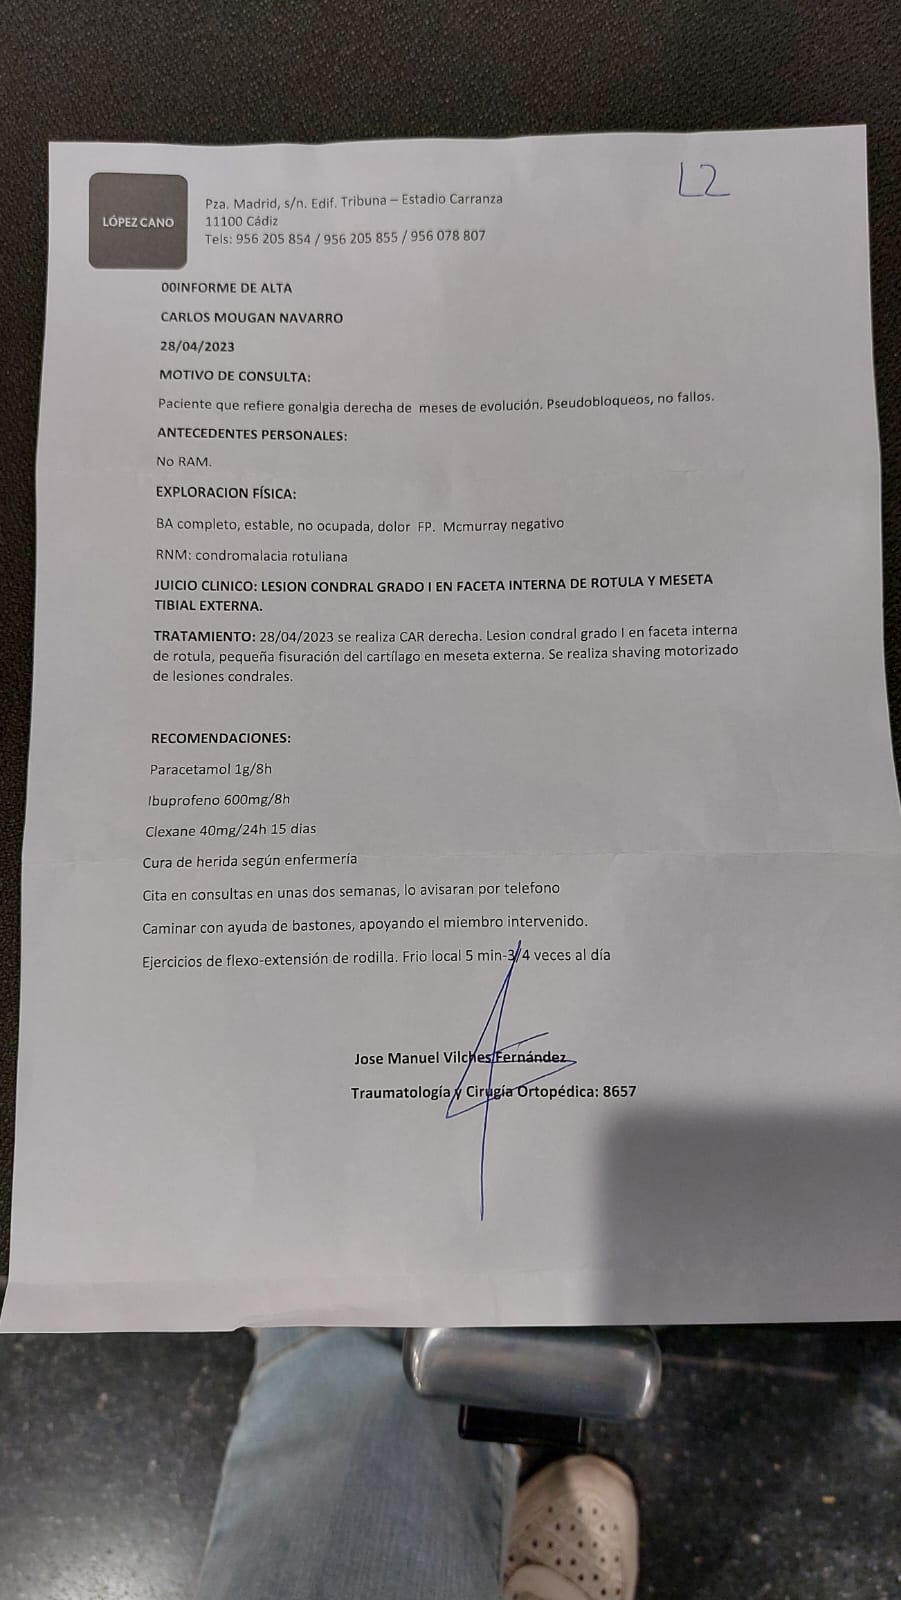 L2
LÓPEZ CANO
Pza. Madrid, s/n. Edif. Tribuna – Estadio Carranza
11100 Cádiz
Tels: 956 205 854 / 956 205 855 / 956 078 807
00INFORME DE ALTA
CARLOS MOUGAN NAVARRO
28/04/2023
MOTIVO DE CONSULTA:
Paciente que refiere gonalgia derecha de meses de evolución. Pseudobloqueos, no fallos.
ANTECEDENTES PERSONALES:
No RAM.
EXPLORACION FÍSICA:
BA completo, estable, no ocupada, dolor FP. Mcmurray negativo
RNM: condromalacia rotuliana
JUICIO CLINICO: LESION CONDRAL GRADO I EN FACETA INTERNA DE ROTULA Y MESETA
TIBIAL EXTERNA.
TRATAMIENTO: 28/04/2023 se realiza CAR derecha. Lesion condral grado I en faceta interna
de rotula, pequeña fisuración del cartílago en meseta externa. Se realiza shaving motorizado
de lesiones condrales.
RECOMENDACIONES:
Paracetamol 1g/8h
Ibuprofeno 600mg/8h
Clexane 40mg/24h 15 dias
Cura de herida según enfermería
Cita en consultas en unas dos semanas, lo avisaran por telefono
Caminar con ayuda de bastones, apoyando el miembro intervenido.
Ejercicios de flexo-extensión de rodilla. Frio local 5 min-3/4 veces al día
Jose Manuel Vilches Fernández
Traumatología y Cirugía Ortopédica: 8657